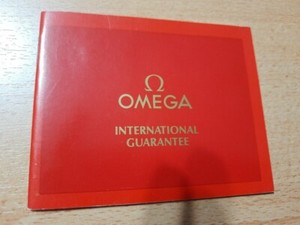 Ω
OMEGA
INTERNATIONAL
GUARANTEE